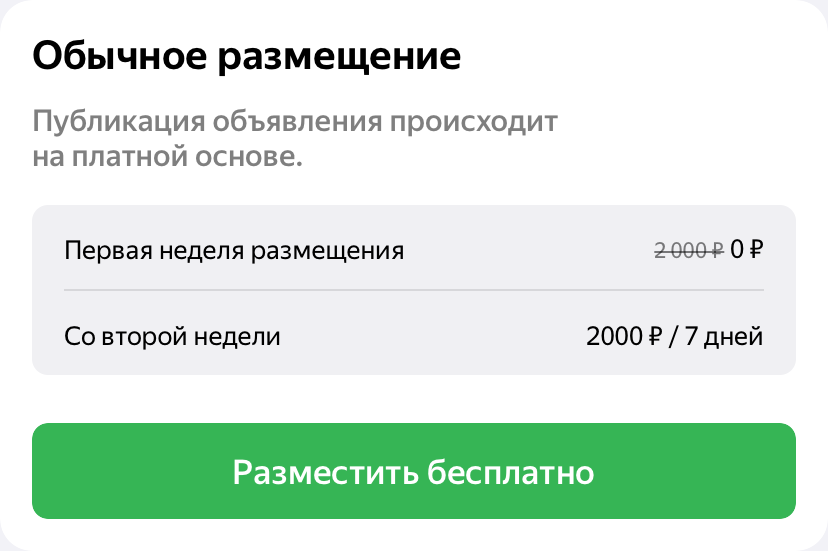 Обычное размещение
Публикация объявления происходит
на платной основе.
Первая неделя размещения 2 000 ₽ 0 ₽
Со второй недели 2000 ₽ / 7 дней
Разместить бесплатно